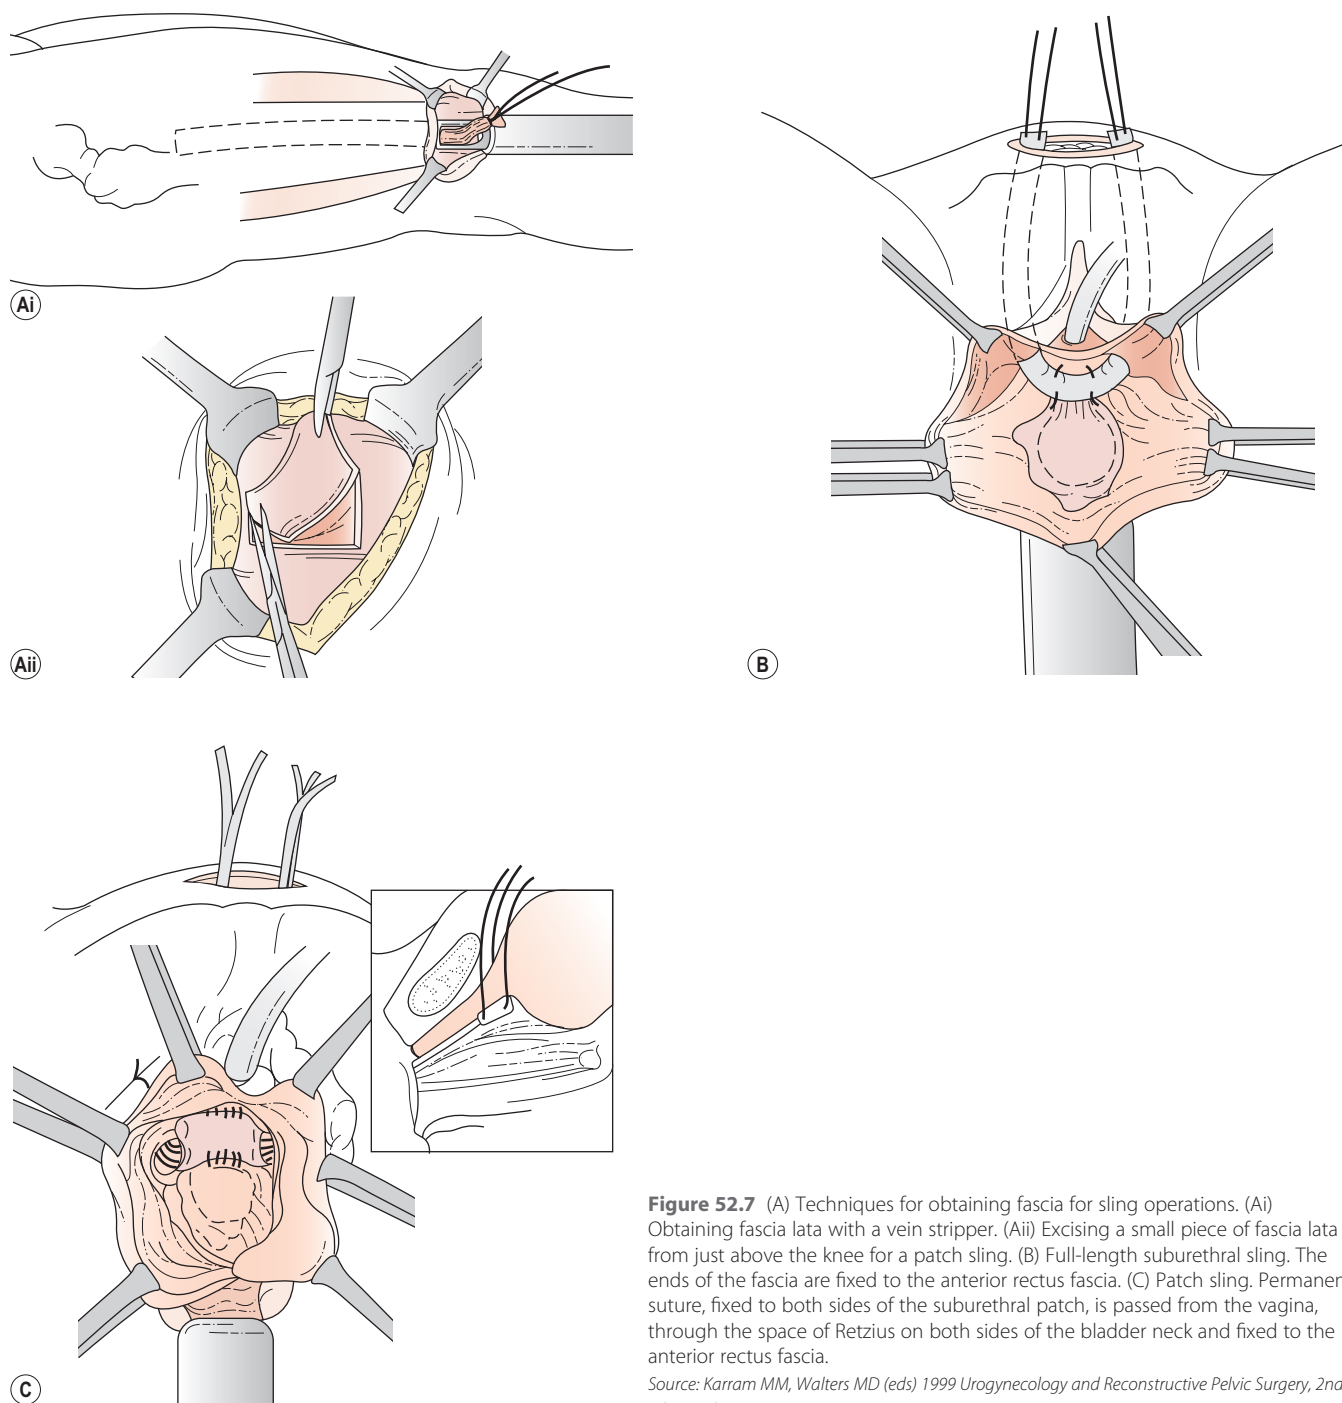 Ai
Aii
B
C
Figure 52.7 (A) Techniques for obtaining fascia for sling operations. (Ai)
Obtaining fascia lata with a vein stripper. (Aii) Excising a small piece of fascia lata
from just above the knee for a patch sling. (B) Full-length suburethral sling. The
ends of the fascia are fixed to the anterior rectus fascia. (C) Patch sling. Permanen
suture, fixed to both sides of the suburethral patch, is passed from the vagina,
through the space of Retzius on both sides of the bladder neck and fixed to the
anterior rectus fascia.
Source: Karram MM, Walters MD (eds) 1999 Urogynecology and Reconstructive Pelvic Surgery, 2nd